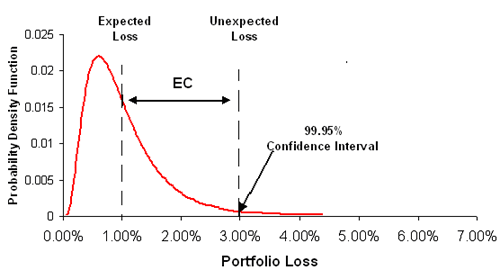 Expected
Loss
Unexpected
Loss
Probability Density Function
0.025
0.02
0.015
0.01
0.005
0
EC
99.95%
Confidence Interval
0.00%
1.00%
2.00%
3.00%
4.00%
5.00%
6.00%
7.00%
Portfolio Loss